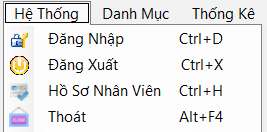 Hệ Thống Danh Mục Thống Kê
Đăng Nhập Ctrl+D
Đăng Xuất Ctrl+X
Hồ Sơ Nhân Viên Ctrl+H
Thoát Alt+F4